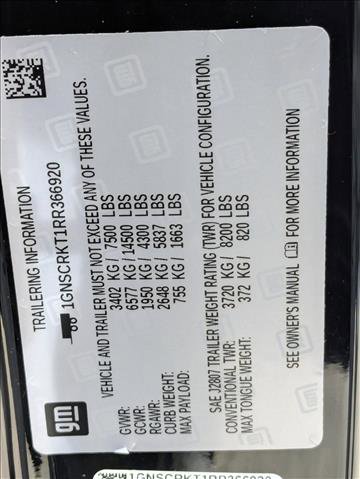 TRAILERING INFORMATION
1GNSCRKT1RR366920
VEHICLE AND TRAILER MUST NOT EXCEED ANY OF THESE VALUES.
GVWR: 3402 KG/ 7500 LBS
GCWR: 6577 KG/ 14500 LBS
RGAWR: 1950 KG/ 4300 LBS
CURB WEIGHT: 2648 KG/ 5837 LBS
MAX PAYLOAD: 755 KG/ 1663 LBS
SAE J2807 TRAILER WEIGHT RATING (TWR) FOR VEHICLE CONFIGURATION.
CONVENTIONAL TWR: 3720 KG/ 8200 LBS
MAX TONGUE WEIGHT: 372 KG/ 820 LBS
SEE OWNER'S MANUAL FOR MORE INFORMATION
gm
1GNSCRKT1RR366920